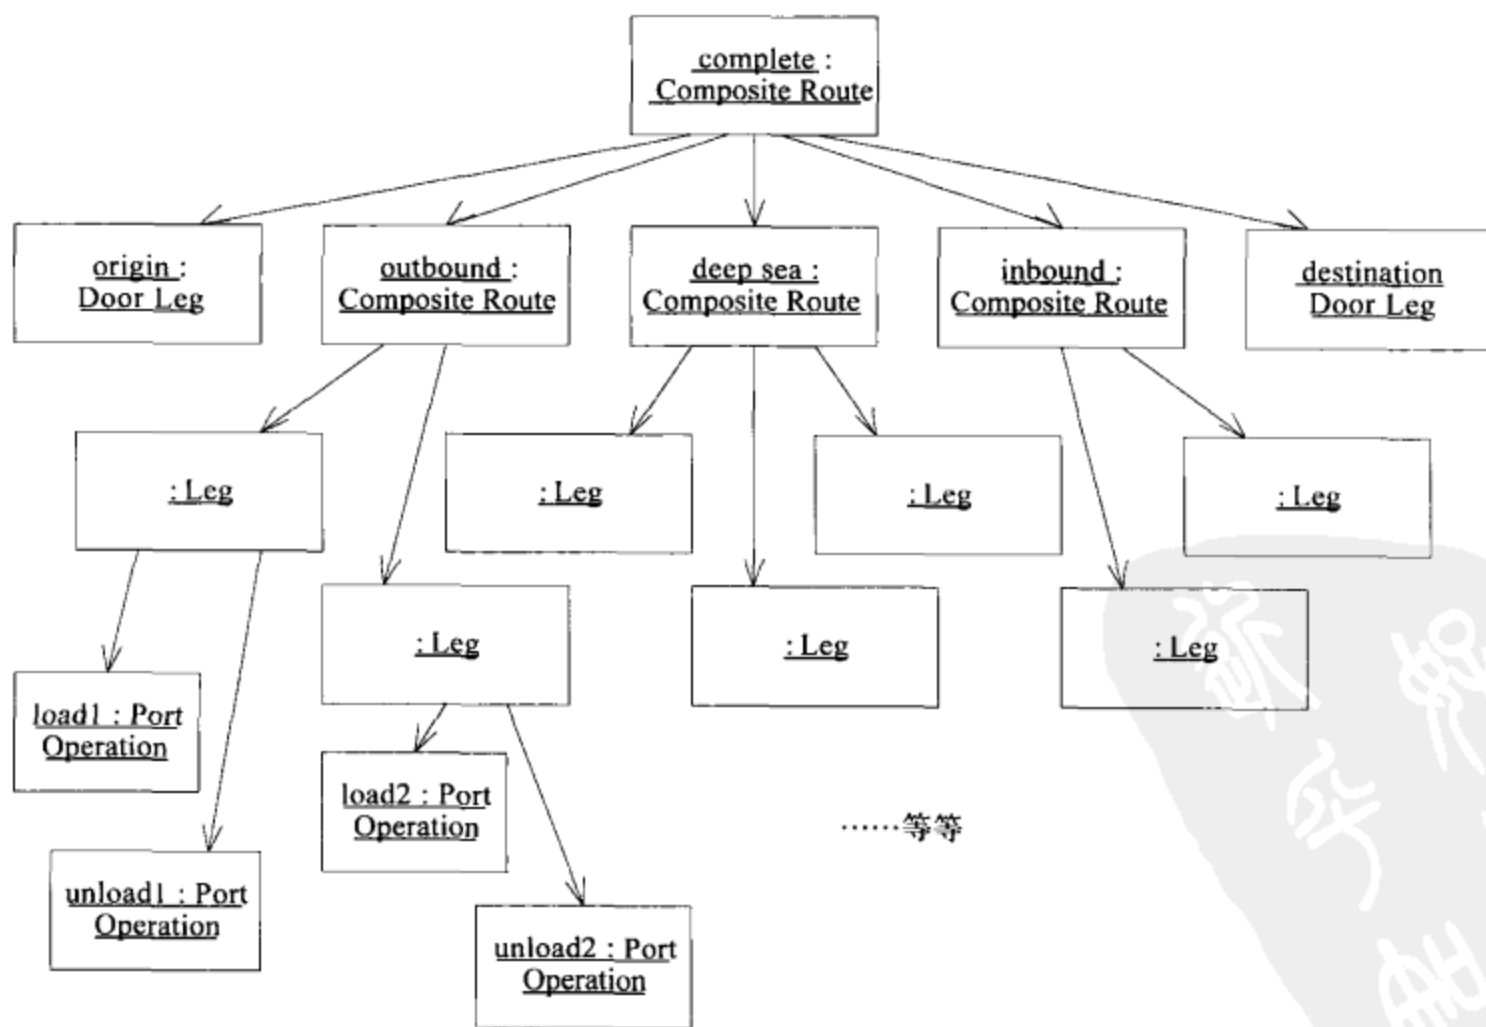 complete :
Composite Route
origin :
Door Leg
outbound :
Composite Route
deep sea :
Composite Route
inbound :
Composite Route
destination
Door Leg
: Leg
: Leg
: Leg
: Leg
: Leg
: Leg
: Leg
load1 : Port
Operation
load2 : Port
Operation
……等等
unload1 : Port
Operation
unload2 : Port
Operation